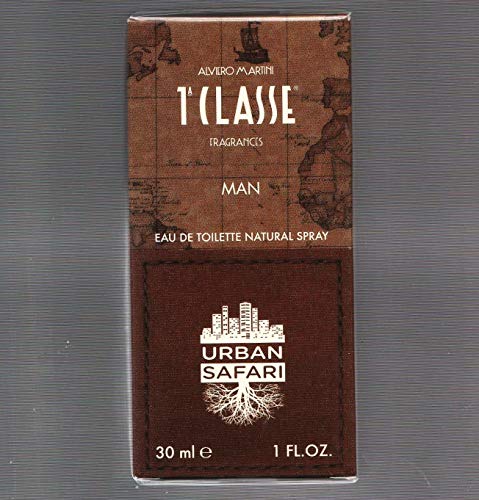 ALVIERO MARTINI
1ᴬ CLASSE®
FRAGRANCES
MAN
EAU DE TOILETTE NATURAL SPRAY
URBAN
SAFARI
30 ml ℮ 1 FL.OZ.